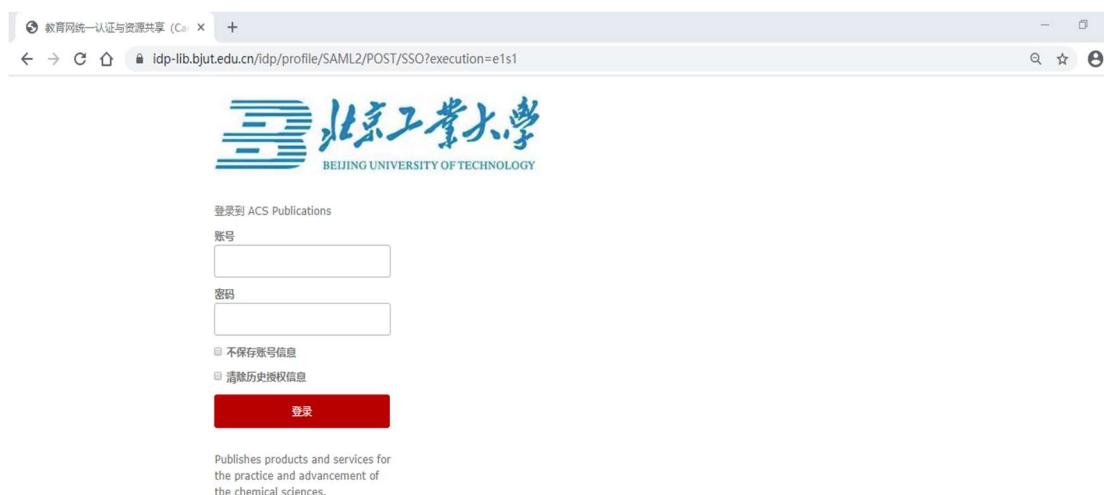 教育网统一认证与资源共享 (Ca
idp-lib.bjut.edu.cn/idp/profile/SAML2/POST/SSO?execution=e1s1
北京工业大学
BEIJING UNIVERSITY OF TECHNOLOGY
登录到 ACS Publications
账号
密码
不保存账号信息
清除历史授权信息
登录
Publishes products and services for
the practice and advancement of
the chemical sciences.